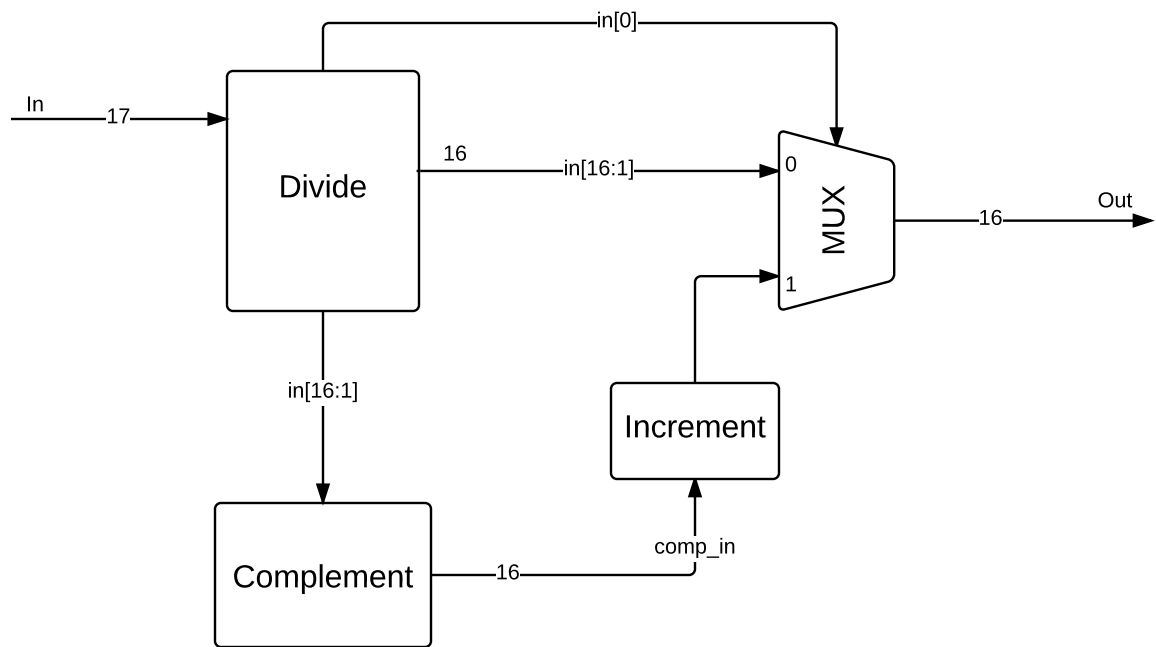 in[0]
In
17
16
in[16:1]
0
Divide
MUX
Out
16
1
in[16:1]
Increment
comp_in
Complement
16